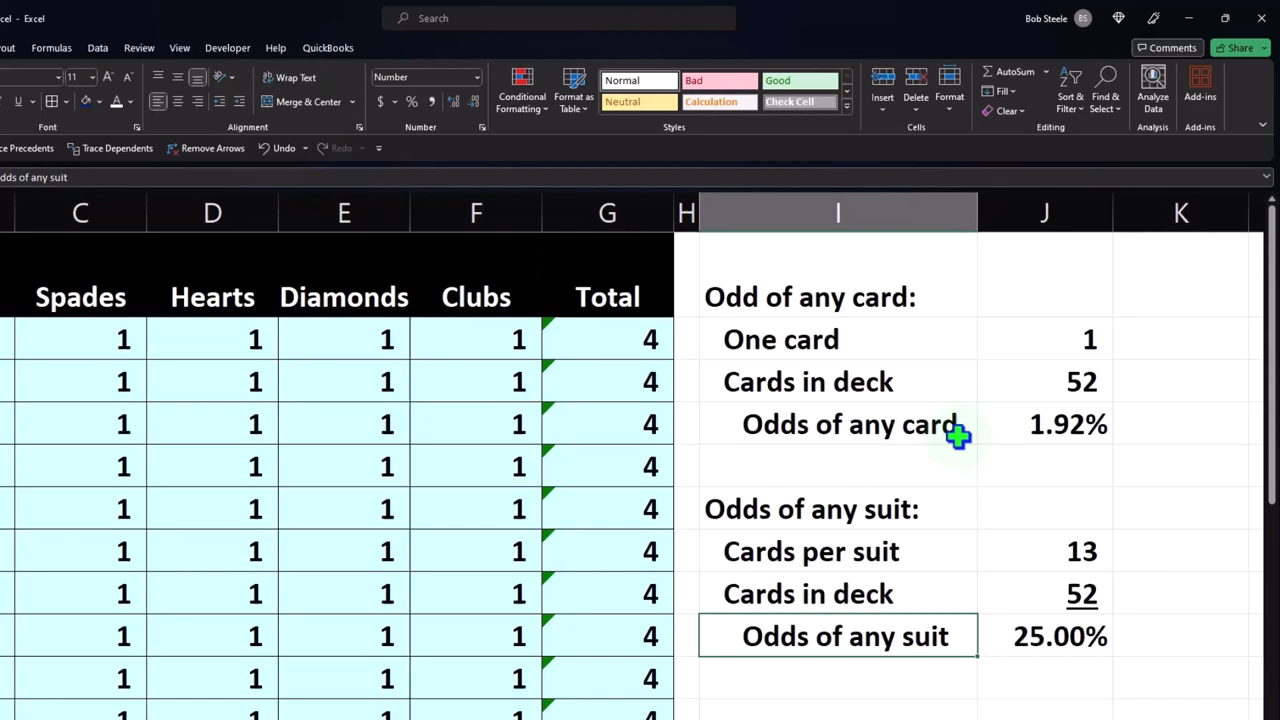 cel - Excel
Search
Bob Steele BS
out Formulas Data Review View Developer Help QuickBooks
Comments Share
11 A A Wrap Text Number Normal Bad Good AutoSum
U A Merge & Center $ % Neutral Calculation Check Cell Fill
Conditional Formatting Format as Table Insert Delete Format Clear Sort & Filter Find & Select Analyze Data Add-ins
Font Alignment Number Styles Cells Editing Analysis Add-ins
ce Precedents Trace Dependents Remove Arrows Undo Redo
dds of any suit
C D E F G H I J K
Spades Hearts Diamonds Clubs Total Odd of any card:
1 1 1 1 4 One card 1
1 1 1 1 4 Cards in deck 52
1 1 1 1 4 Odds of any card 1.92%
1 1 1 1 4
1 1 1 1 4 Odds of any suit:
1 1 1 1 4 Cards per suit 13
1 1 1 1 4 Cards in deck 52
1 1 1 1 4 Odds of any suit 25.00%
1 1 1 1 4